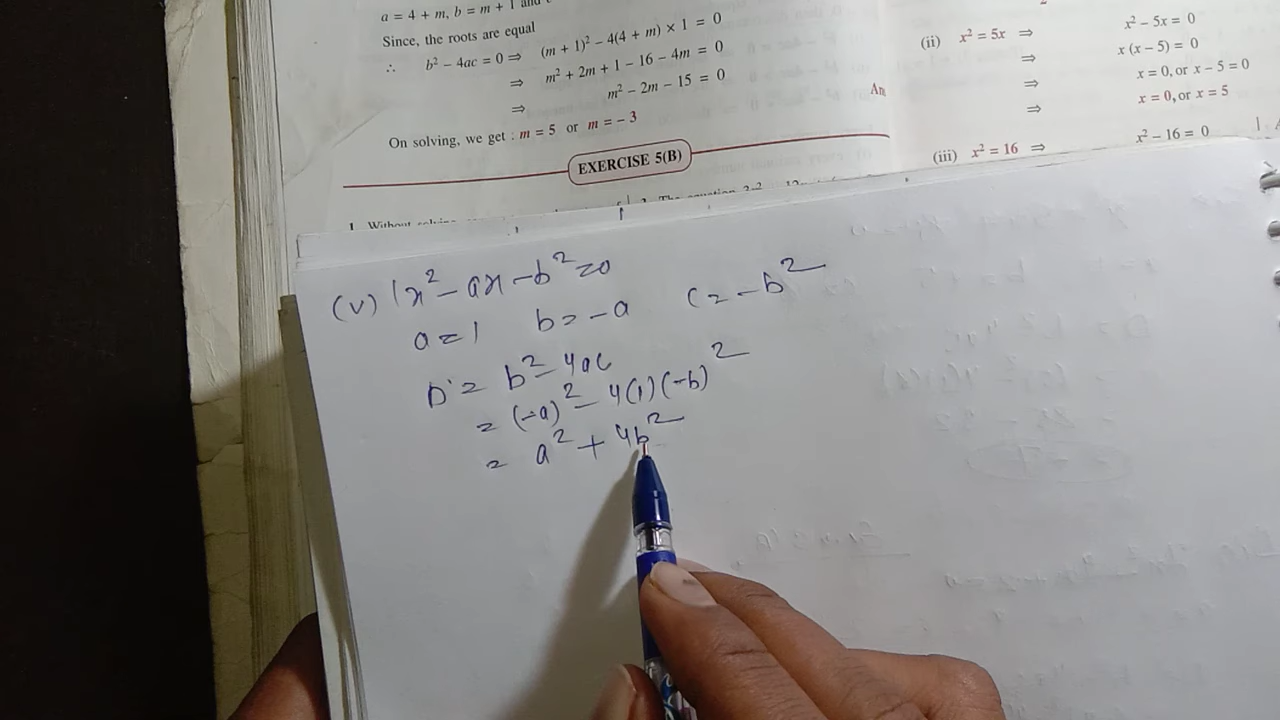 a = 4 + m, b = m + 1 and
Since, the roots are equal
∴ b² – 4ac = 0 ⇒ (m + 1)² – 4(4 + m) × 1 = 0
⇒ m² + 2m + 1 – 16 – 4m = 0
⇒ m² – 2m – 15 = 0
On solving, we get : m = 5 or m = – 3
EXERCISE 5(B)
1. Without solving
(ii) x² = 5x ⇒ x² – 5x = 0
⇒ x (x – 5) = 0
⇒ x = 0, or x – 5 = 0
⇒ x = 0, or x = 5
(iii) x² = 16 ⇒ x² – 16 = 0
(V) 1x² – ax – b² = 0
a = 1 b = – a c = – b²
D = b² – 4ac
= (–a)² – 4(1)(–b)²
= a² + 4b²